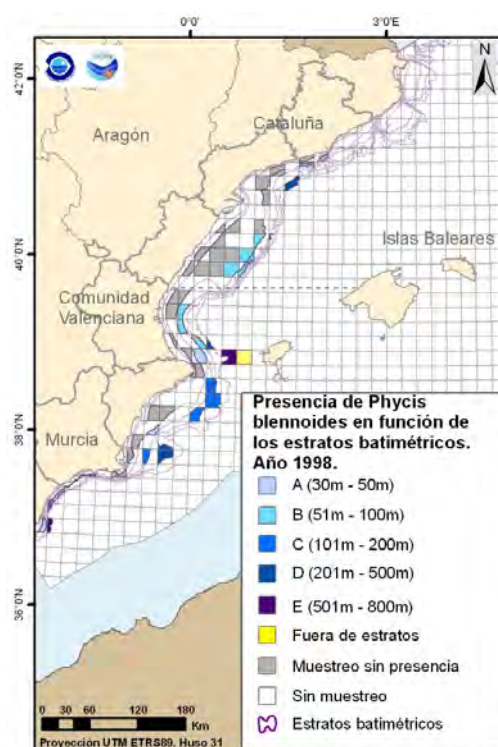 0°0'
3°0'E
N
42°0'N
Aragón
Cataluña
40°0'N
Islas Baleares
Comunidad
Valenciana
38°0'N
Murcia
36°0'N
Presencia de Physcis
blennoides en función de
los estratos batimétricos.
Año 1998.
A (30m - 50m)
B (51m - 100m)
C (101m - 200m)
D (201m - 500m)
E (501m - 800m)
Fuera de estratos
Muestreo sin presencia
Sin muestreo
Estratos batimétricos
0 30 60 120 180
Km
Proyección UTM ETRS89. Huso 31